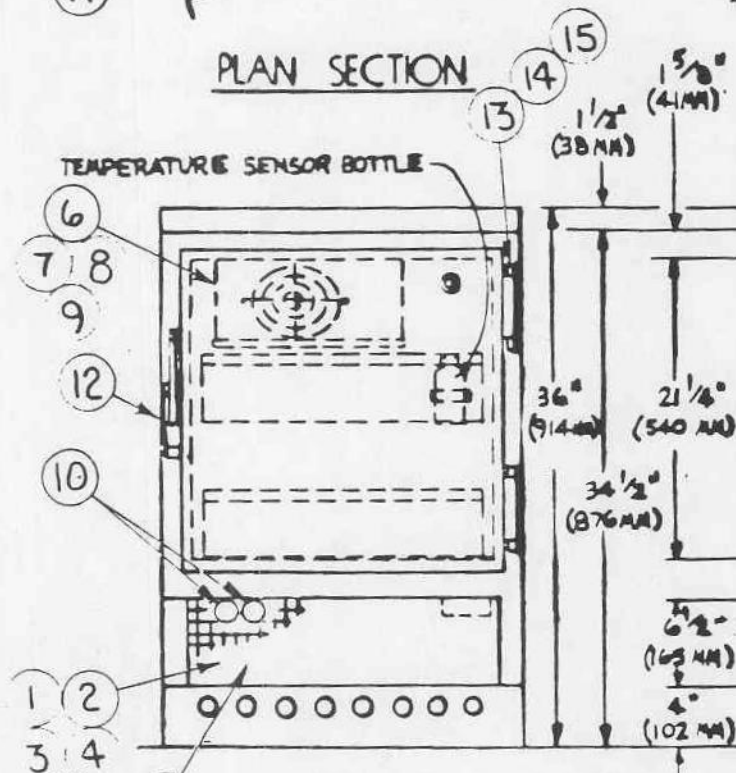 PLAN SECTION
13 14 15
1 5/8"
(41MM)
1 1/2"
(38 MM)
TEMPERATURE SENSOR BOTTLE
6
7 8
9
12
36"
(914MM)
21 1/4"
(540 MM)
34 1/2"
(876MM)
10
6 1/2"
(165 MM)
1 2
4"
(102 MM)
3 4